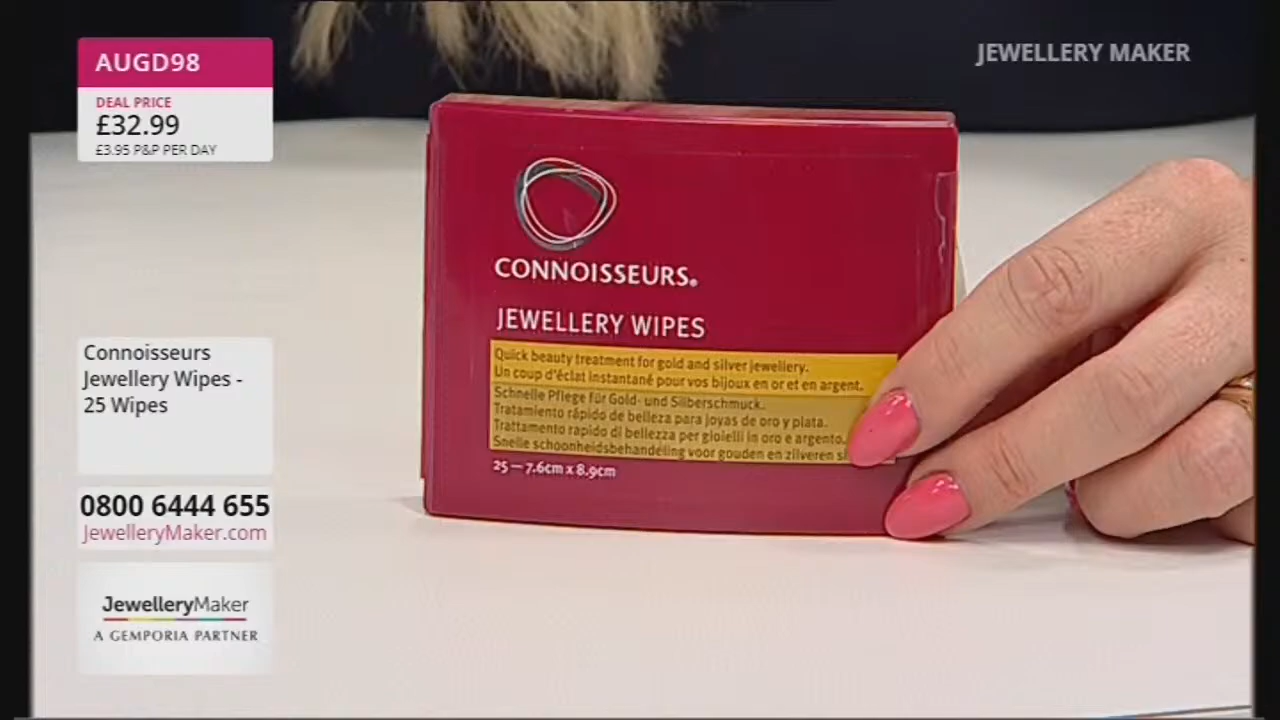 AUGD98
DEAL PRICE
£32.99
£3.95 P&P PER DAY
JEWELLERY MAKER
CONNOISSEURS®
JEWELLERY WIPES
Quick beauty treatment for gold and silver jewellery.
Un coup d'éclat instantané pour vos bijoux en or et en argent.
Schnelle Pflege für Gold- und Silberschmuck.
Tratamiento rápido de belleza para joyas de oro y plata.
Trattamento rapido di bellezza per gioielli in oro e argento.
Snelle schoonheidsbehandeling voor gouden en zilveren
25 – 7.6cm x 8.9cm
Connoisseurs
Jewellery Wipes -
25 Wipes
0800 6444 655
JewelleryMaker.com
JewelleryMaker
A GEMPORIA PARTNER